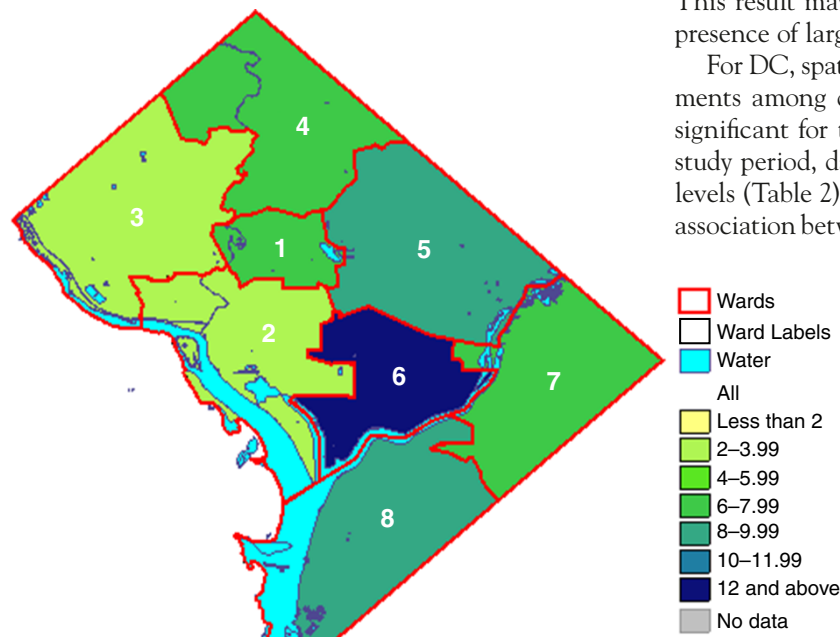 This result may
presence of larg
For DC, spat
ments among
significant for
study period, d
levels (Table 2)
association betw
4
3
1
5
2
6
7
8
Wards
Ward Labels
Water
All
Less than 2
2–3.99
4–5.99
6–7.99
8–9.99
10–11.99
12 and above
No data